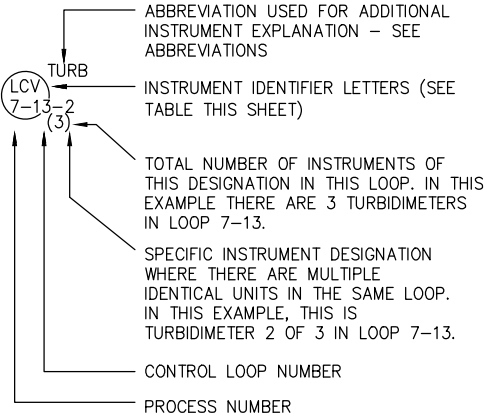 ABBREVIATION USED FOR ADDITIONAL
INSTRUMENT EXPLANATION – SEE
ABBREVIATIONS
TURB
LCV
7–13–2
(3)
INSTRUMENT IDENTIFIER LETTERS (SEE
TABLE THIS SHEET)
TOTAL NUMBER OF INSTRUMENTS OF
THIS DESIGNATION IN THIS LOOP. IN THIS
EXAMPLE THERE ARE 3 TURBIDIMETERS
IN LOOP 7–13.
SPECIFIC INSTRUMENT DESIGNATION
WHERE THERE ARE MULTIPLE
IDENTICAL UNITS IN THE SAME LOOP.
IN THIS EXAMPLE, THIS IS
TURBIDIMETER 2 OF 3 IN LOOP 7–13.
CONTROL LOOP NUMBER
PROCESS NUMBER